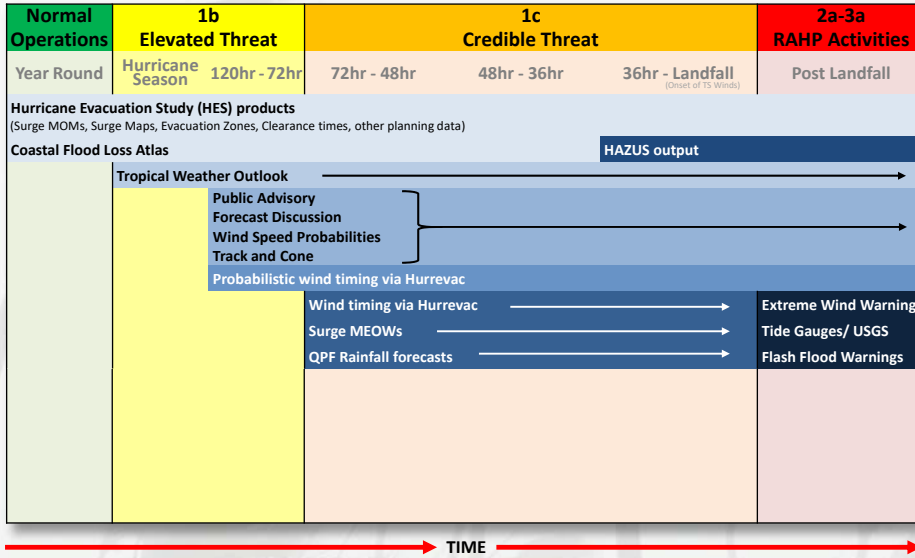 Normal
Operations
1b
Elevated Threat
1c
Credible Threat
2a-3a
RAHP Activities
Year Round
Hurricane
Season
120hr - 72hr
72hr - 48hr
48hr - 36hr
36hr - Landfall
(Onset of TS Winds)
Post Landfall
Hurricane Evacuation Study (HES) products
(Surge MOMs, Surge Maps, Evacuation Zones, Clearance times, other planning data)
Coastal Flood Loss Atlas
HAZUS output
Tropical Weather Outlook
Public Advisory
Forecast Discussion
Wind Speed Probabilities
Track and Cone
Probabilistic wind timing via Hurrevac
Wind timing via Hurrevac
Extreme Wind Warning
Surge MEOWs
Tide Gauges/ USGS
QPF Rainfall forecasts
Flash Flood Warnings
TIME